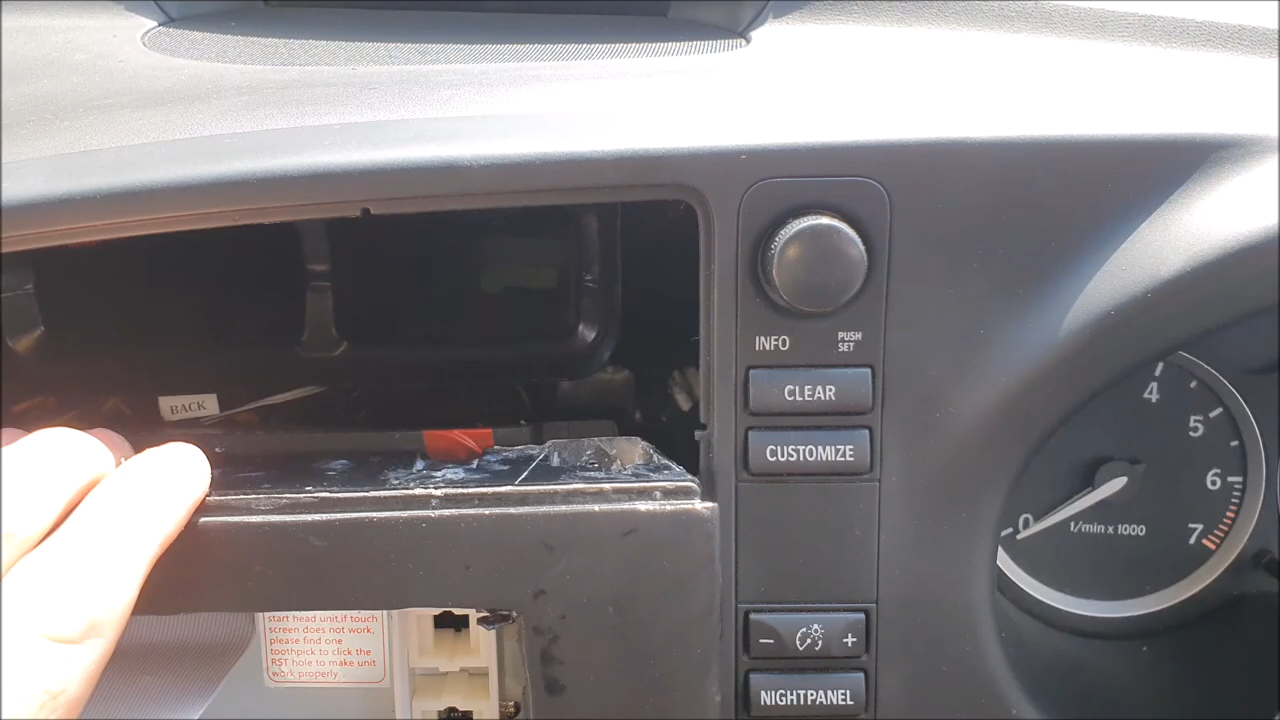 INFO
PUSH
SET
CLEAR
CUSTOMIZE
BACK
4
5
6
7
0
1/min x 1000
start head unit,if touch
screen does not work,
please find one
toothpick to click the
RST hole to make unit
work properly.
− +
NIGHTPANEL